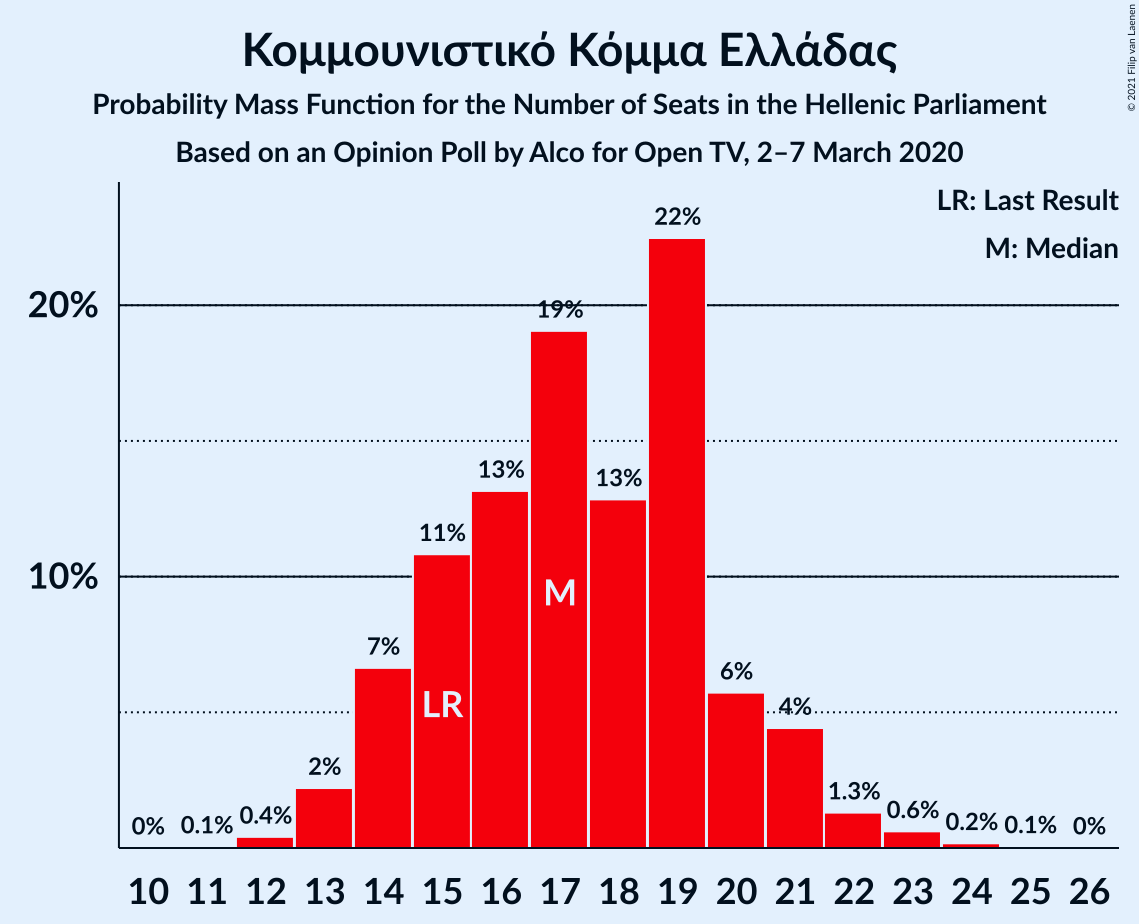 Κομμουνιστικό Κόμμα Ελλάδας
Probability Mass Function for the Number of Seats in the Hellenic Parliament
Based on an Opinion Poll by Alco for Open TV, 2–7 March 2020
© 2021 Filip van Laenen
LR: Last Result
M: Median
20%
10%
0%
0.1%
0.4%
2%
7%
11%
13%
19%
13%
22%
6%
4%
1.3%
0.6%
0.2%
0.1%
0%
LR
M
10 11 12 13 14 15 16 17 18 19 20 21 22 23 24 25 26